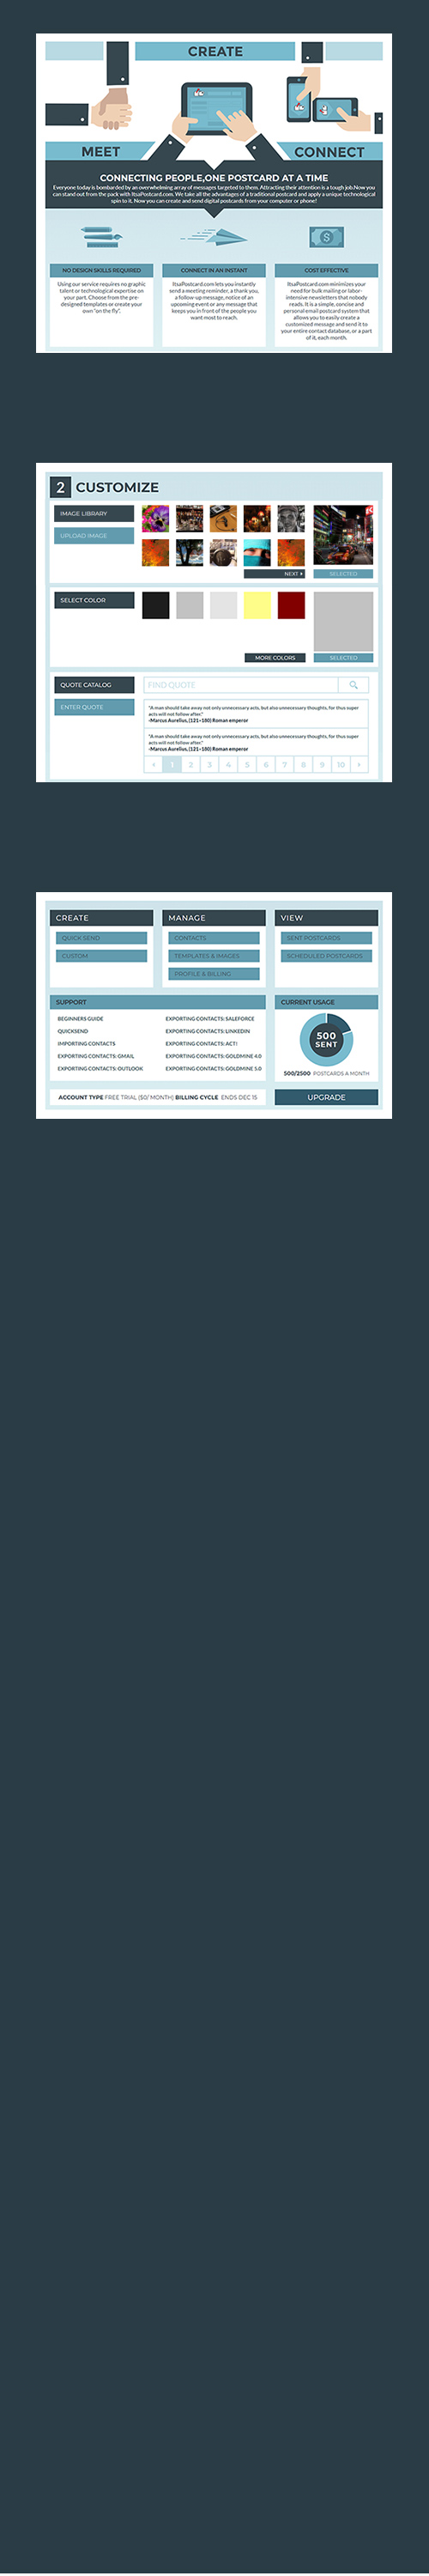 CREATE
MEET
CONNECT
CONNECTING PEOPLE,ONE POSTCARD AT A TIME
Everyone today is bombarded by an overwhelming array of messages targeted to them. Attracting their attention is a tough job.Now you
can stand out from the pack with ItsaPostcard.com. We take all the advantages of a traditional postcard and apply a unique technological
spin to it. Now you can create and send digital postcards from your computer or phone!
NO DESIGN SKILLS REQUIRED
Using our service requires no graphic
talent or technological expertise on
your part. Choose from the pre-
designed templates or create your
own "on the fly".
CONNECT IN AN INSTANT
ItsaPostcard.com lets you instantly
send a meeting reminder, a thank you,
a follow-up message, notice of an
upcoming event or any message that
keeps you in front of the people you
want most to reach.
COST EFFECTIVE
ItsaPostcard.com minimizes your
need for bulk mailing or labor-
intensive newsletters that nobody
reads. It is a simple, concise and
personal email postcard system that
allows you to easily create a
customized message and send it to
your entire contact database, or a part
of it, each month.
2 CUSTOMIZE
IMAGE LIBRARY
UPLOAD IMAGE
NEXT
SELECTED
SELECT COLOR
MORE COLORS
SELECTED
QUOTE CATALOG
FIND QUOTE
ENTER QUOTE
"A man should take away not only unnecessary acts, but also unnecessary thoughts, for thus super
acts will not follow after."
-Marcus Aurelius, (121–180) Roman emperor
"A man should take away not only unnecessary acts, but also unnecessary thoughts, for thus super
acts will not follow after."
-Marcus Aurelius, (121–180) Roman emperor
1 2 3 4 5 6 7 8 9 10
CREATE
QUICK SEND
CUSTOM
MANAGE
CONTACTS
TEMPLATES & IMAGES
PROFILE & BILLING
VIEW
SENT POSTCARDS
SCHEDULED POSTCARDS
SUPPORT
BEGINNERS GUIDE
QUICKSEND
IMPORTING CONTACTS
EXPORTING CONTACTS: GMAIL
EXPORTING CONTACTS: OUTLOOK
EXPORTING CONTACTS: SALEFORCE
EXPORTING CONTACTS: LINKEDIN
EXPORTING CONTACTS: ACT!
EXPORTING CONTACTS: GOLDMINE 4.0
EXPORTING CONTACTS: GOLDMINE 5.0
CURRENT USAGE
500
SENT
500/2500 POSTCARDS A MONTH
ACCOUNT TYPE FREE TRIAL ($0/ MONTH) BILLING CYCLE ENDS DEC 15
UPGRADE